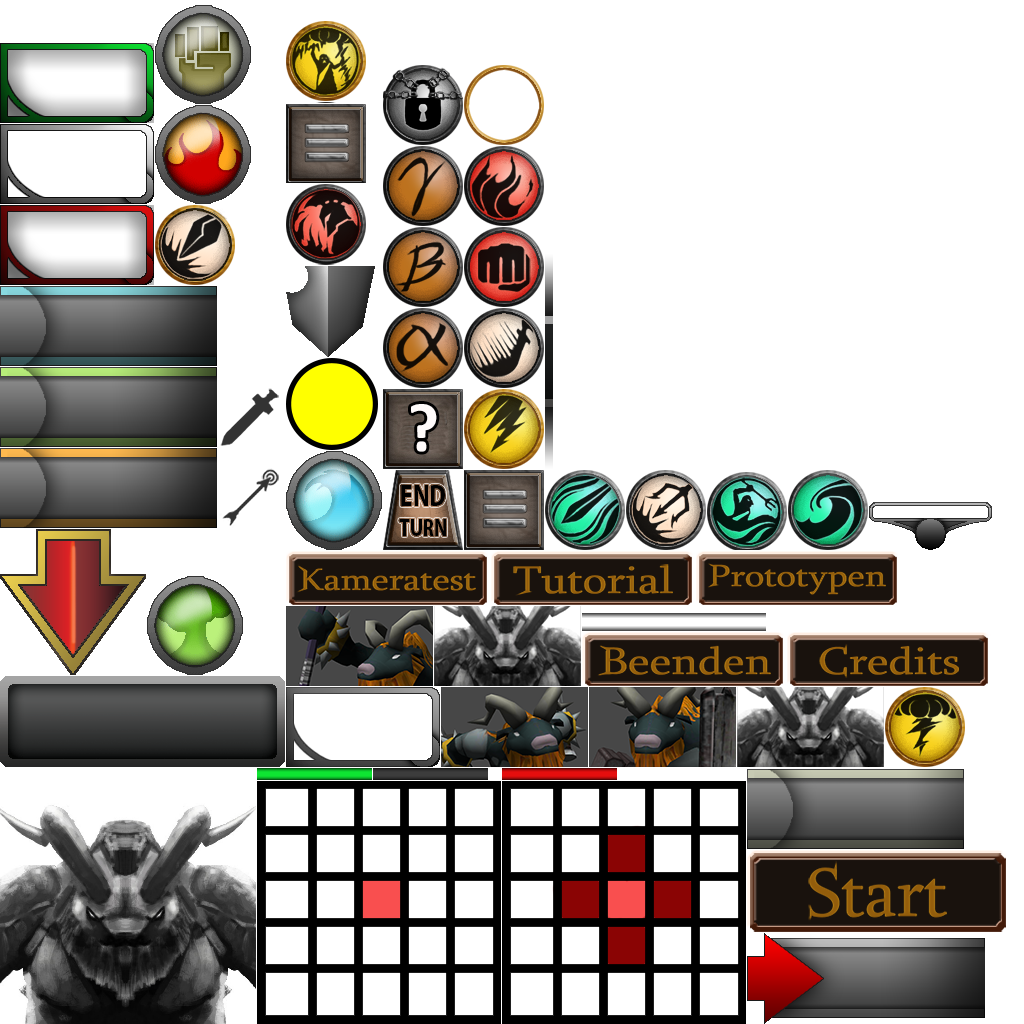 γ
β
α
?
END
TURN
Kameratest
Tutorial
Prototypen
Beenden
Credits
Start